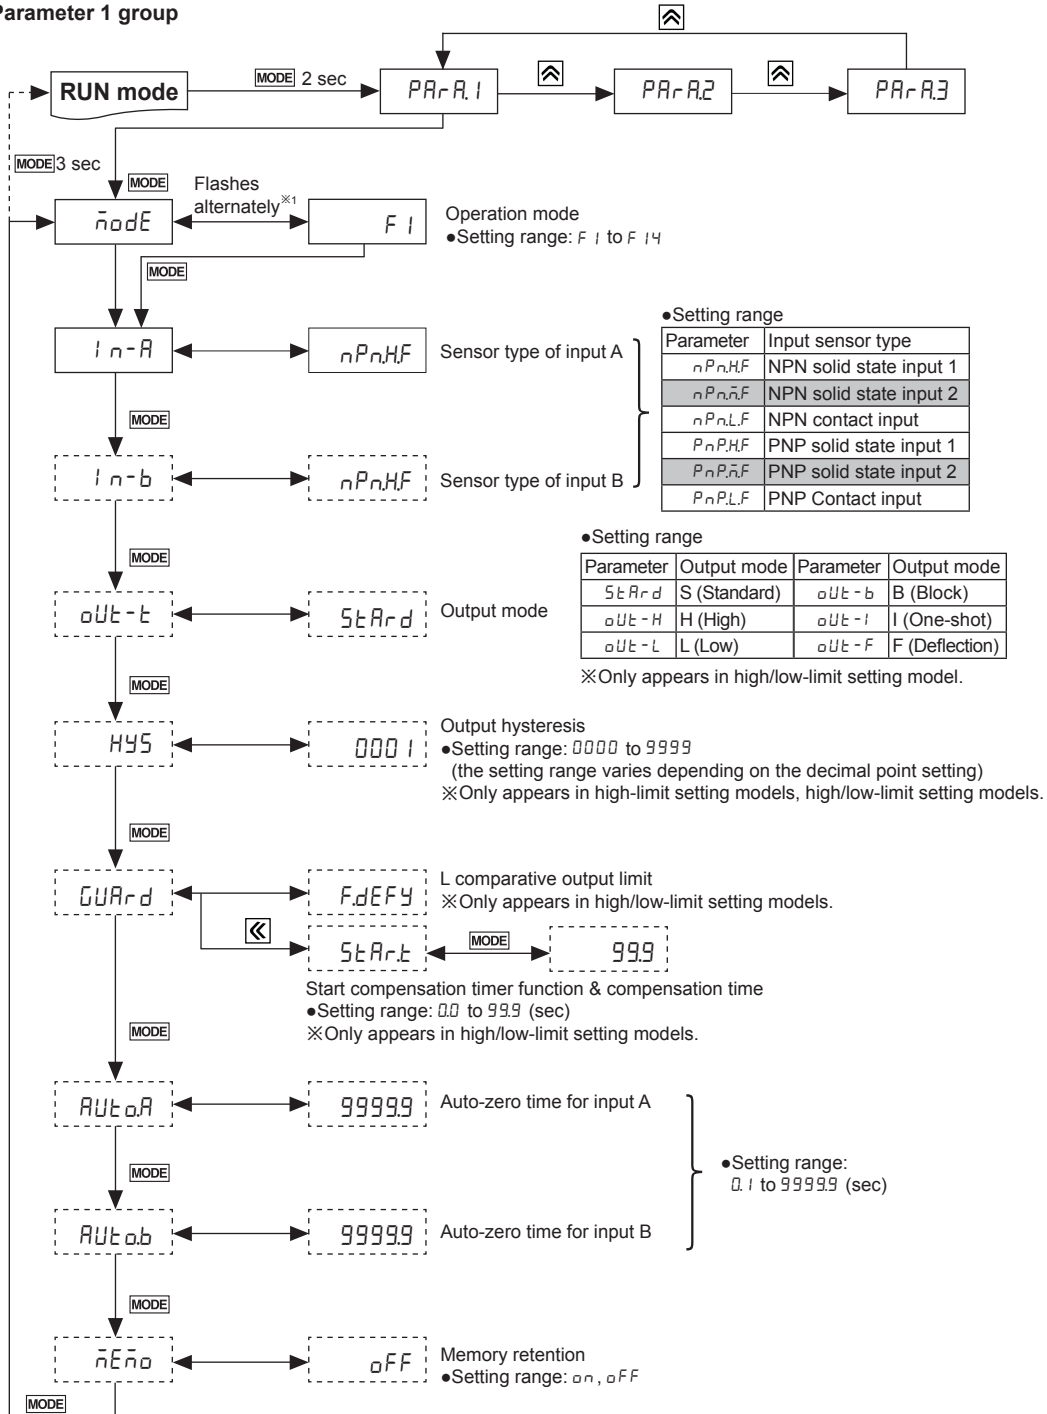 Parameter 1 group
RUN mode
MODE 2 sec
PArA.1
PArA.2
PArA.3
MODE 3 sec
MODE
Flashes
alternately※1
modE
F 1
Operation mode
●Setting range: F 1 to F 14
MODE
In-A
nPn.H.F
Sensor type of input A
MODE
In-b
nPn.H.F
Sensor type of input B
●Setting range
Parameter Input sensor type
nPn.H.F NPN solid state input 1
nPn.m.F NPN solid state input 2
nPn.L.F NPN contact input
PnP.H.F PNP solid state input 1
PnP.m.F PNP solid state input 2
PnP.L.F PNP Contact input
MODE
oUt-t
StArd
Output mode
●Setting range
Parameter Output mode Parameter Output mode
StArd S (Standard) oUt-b B (Block)
oUt-H H (High) oUt-I I (One-shot)
oUt-L L (Low) oUt-F F (Deflection)
※Only appears in high/low-limit setting model.
MODE
HYS
0001
Output hysteresis
●Setting range: 0000 to 9999
(the setting range varies depending on the decimal point setting)
※Only appears in high-limit setting models, high/low-limit setting models.
MODE
GUArd
F.dEFY
L comparative output limit
※Only appears in high/low-limit setting models.
StAr.t
MODE
99.9
Start compensation timer function & compensation time
●Setting range: 0.0 to 99.9 (sec)
※Only appears in high/low-limit setting models.
MODE
AUto.A
9999.9
Auto-zero time for input A
MODE
●Setting range:
0.1 to 9999.9 (sec)
AUto.b
9999.9
Auto-zero time for input B
MODE
mEmo
oFF
Memory retention
●Setting range: on, oFF
MODE